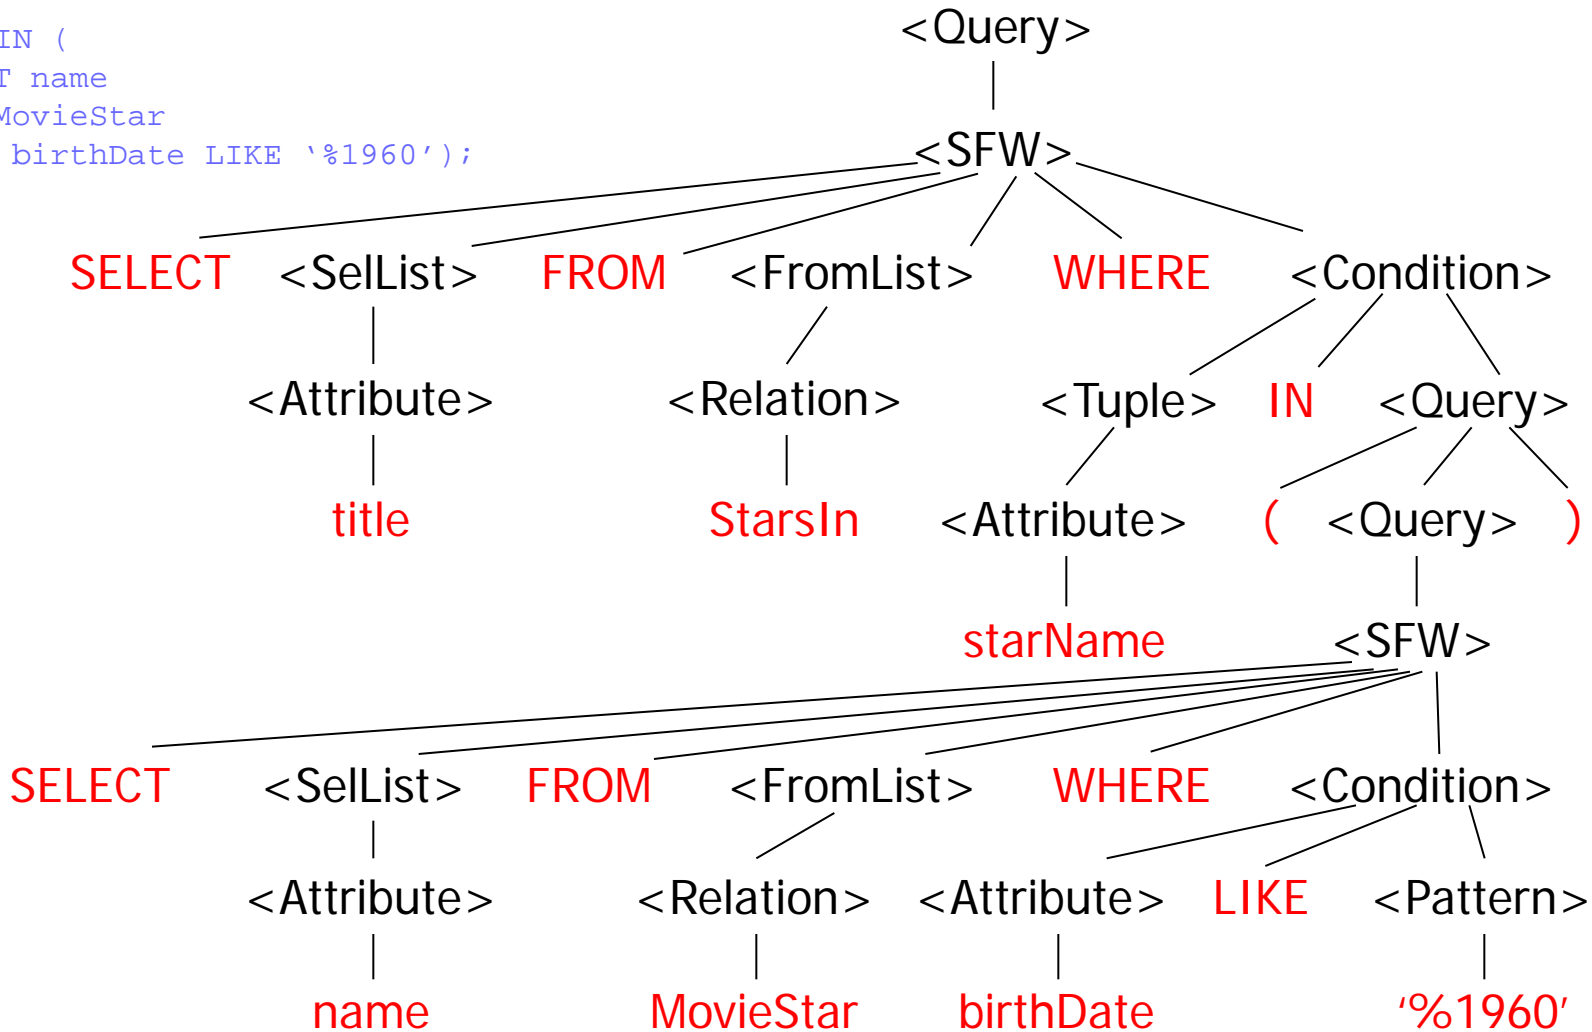 IN (
T name
MovieStar
birthDate LIKE ‘%1960’);
<Query>
<SFW>
SELECT <SelList> FROM <FromList> WHERE <Condition>
<Attribute> <Relation> <Tuple> IN <Query>
title StarsIn <Attribute> ( <Query> )
starName <SFW>
SELECT <SelList> FROM <FromList> WHERE <Condition>
<Attribute> <Relation> <Attribute> LIKE <Pattern>
name MovieStar birthDate ‘%1960’